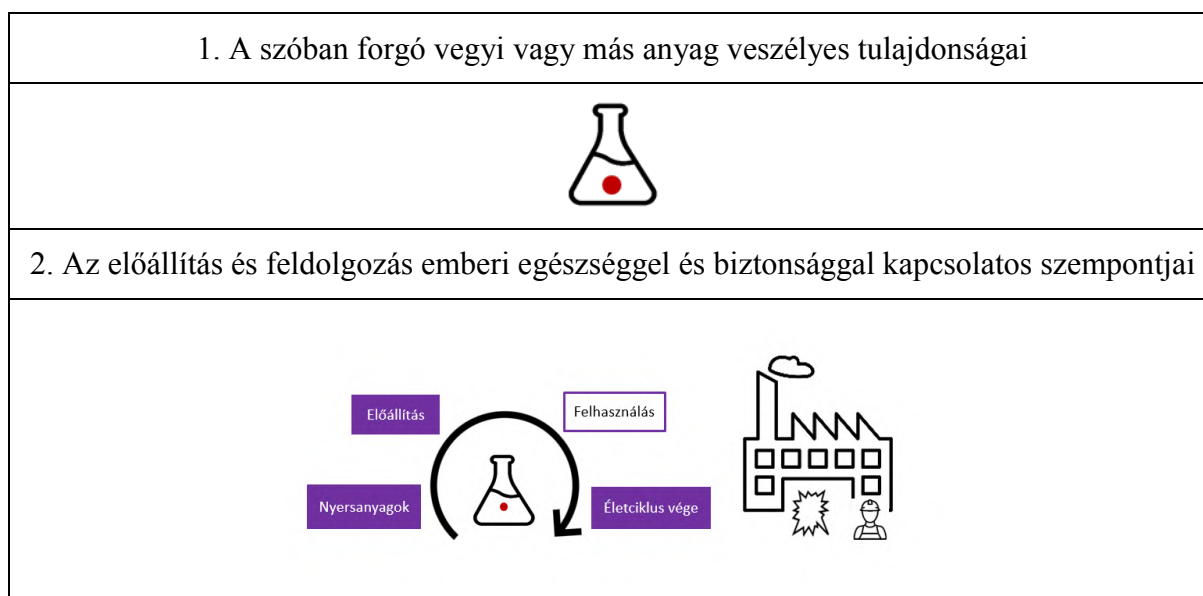 1. A szóban forgó vegyi vagy más anyag veszélyes tulajdonságai
2. Az előállítás és feldolgozás emberi egészséggel és biztonsággal kapcsolatos szempontjai
Előállítás
Felhasználás
Nyersanyagok
Életciklus vége